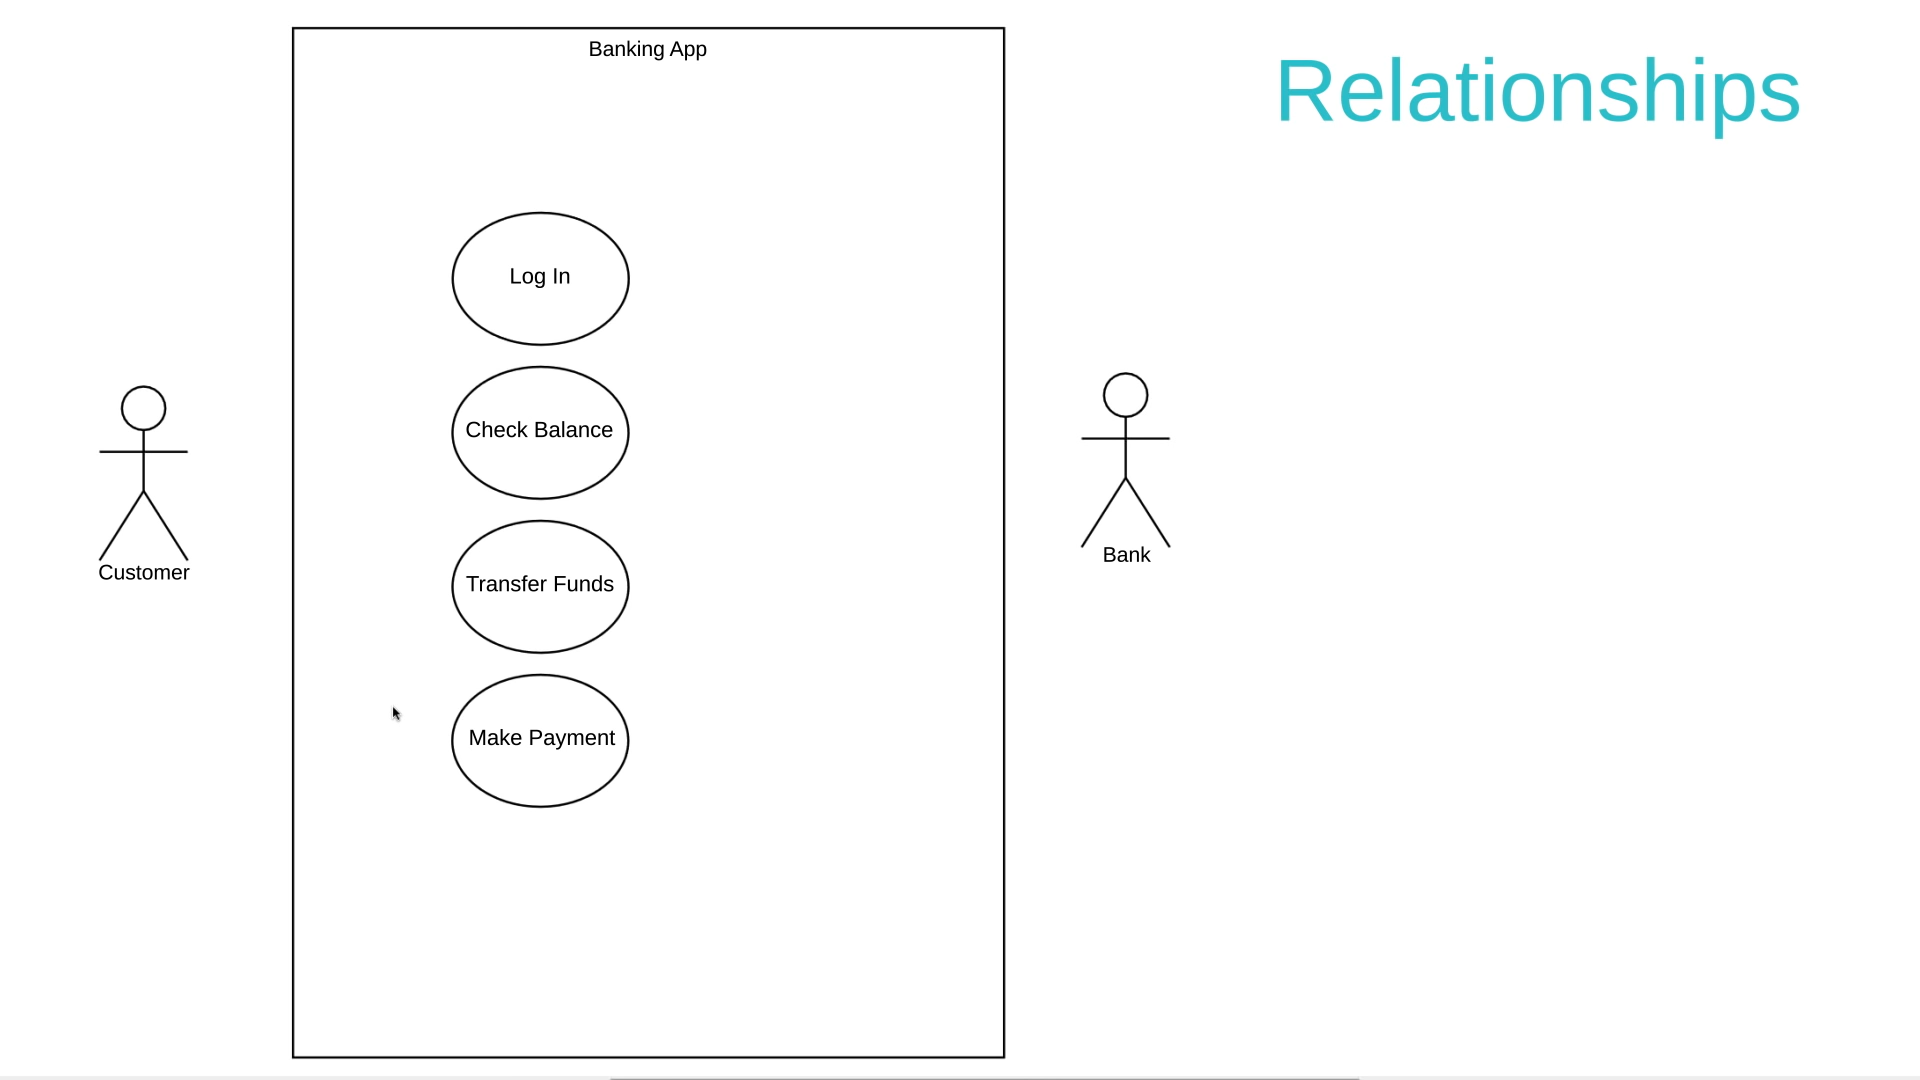 Banking App
Relationships
Log In
Check Balance
Transfer Funds
Make Payment
Customer
Bank